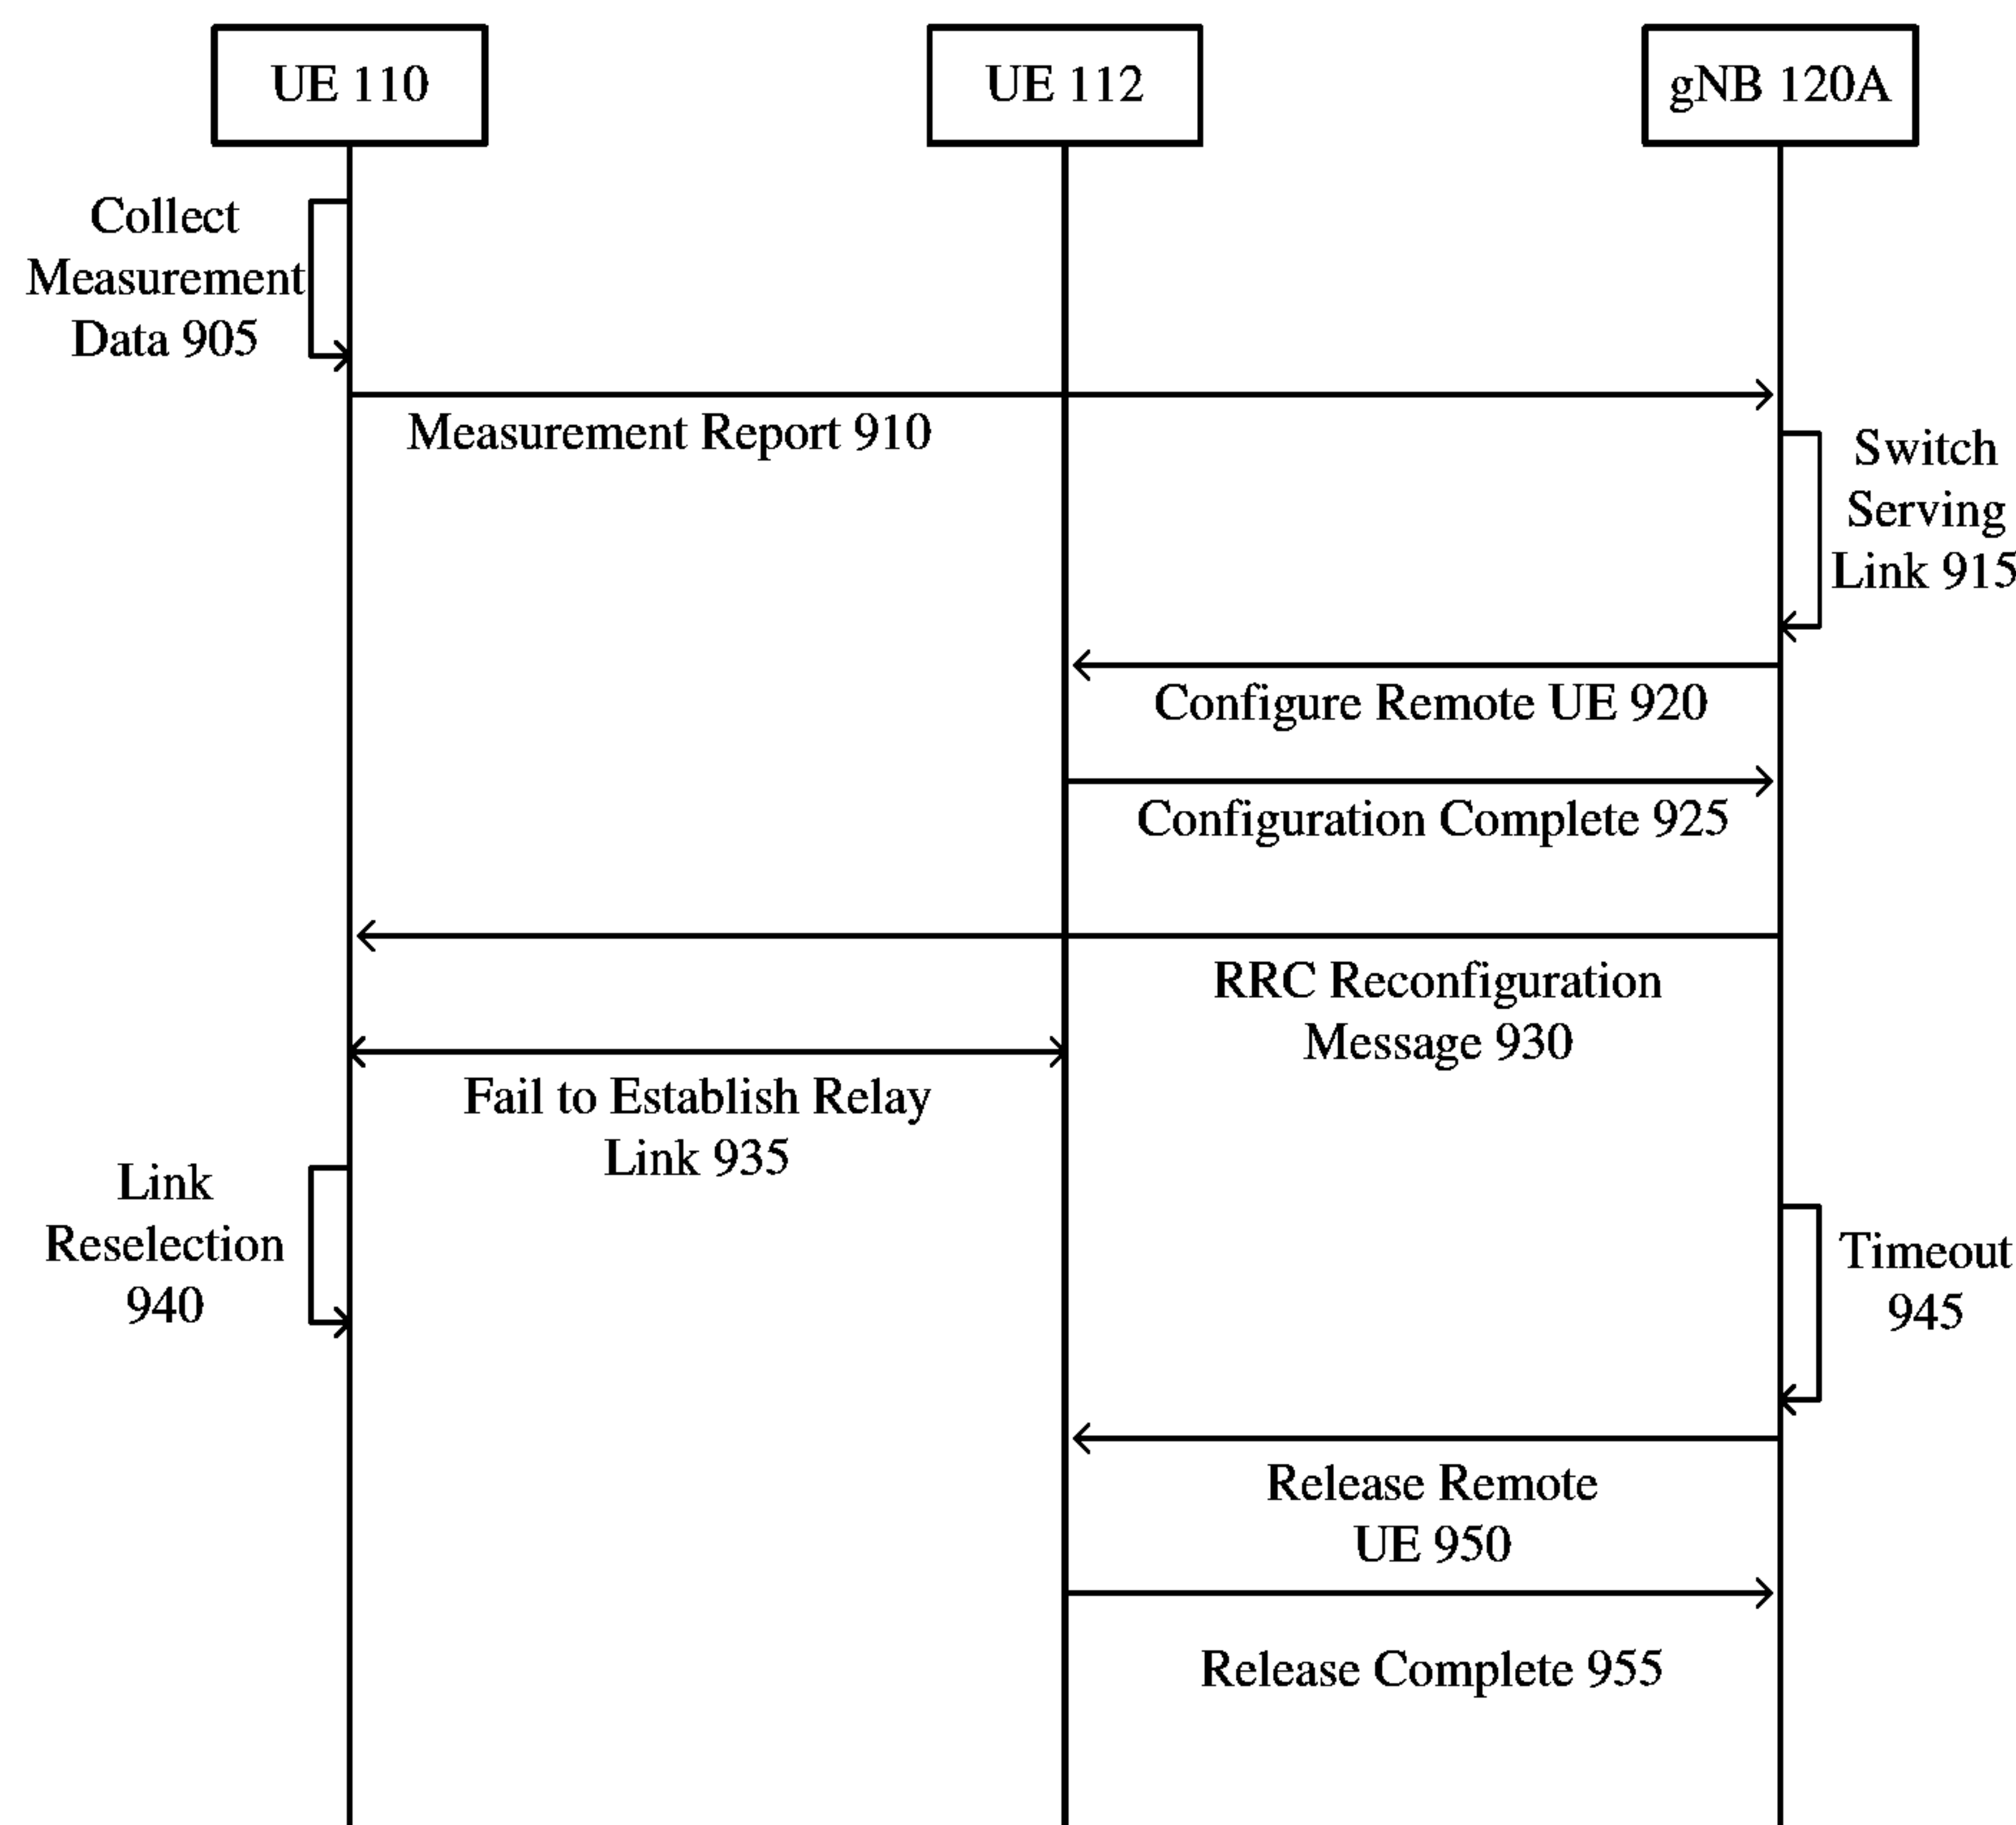 UE 110
UE 112
gNB 120A
Collect
Measurement
Data 905
Measurement Report 910
Switch
Serving
Link 915
Configure Remote UE 920
Configuration Complete 925
RRC Reconfiguration
Message 930
Fail to Establish Relay
Link 935
Link
Reselection
940
Timeout
945
Release Remote
UE 950
Release Complete 955